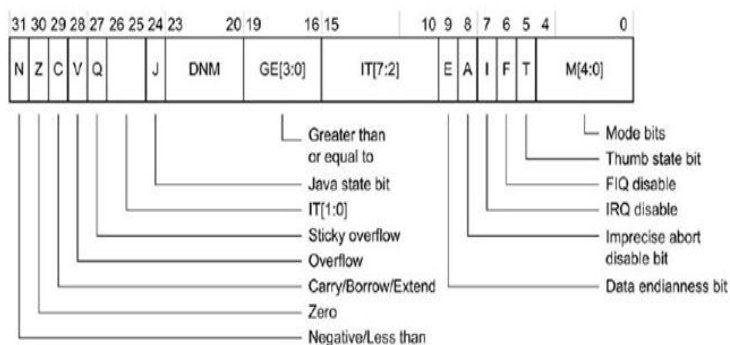 31 30 29 28 27 26 25 24 23 20 19 16 15 10 9 8 7 6 5 4 0
N Z C V Q J DNM GE[3:0] IT[7:2] E A I F T M[4:0]
Greater than
or equal to
Java state bit
IT[1:0]
Sticky overflow
Overflow
Carry/Borrow/Extend
Zero
Negative/Less than
Mode bits
Thumb state bit
FIQ disable
IRQ disable
Imprecise abort
disable bit
Data endianness bit